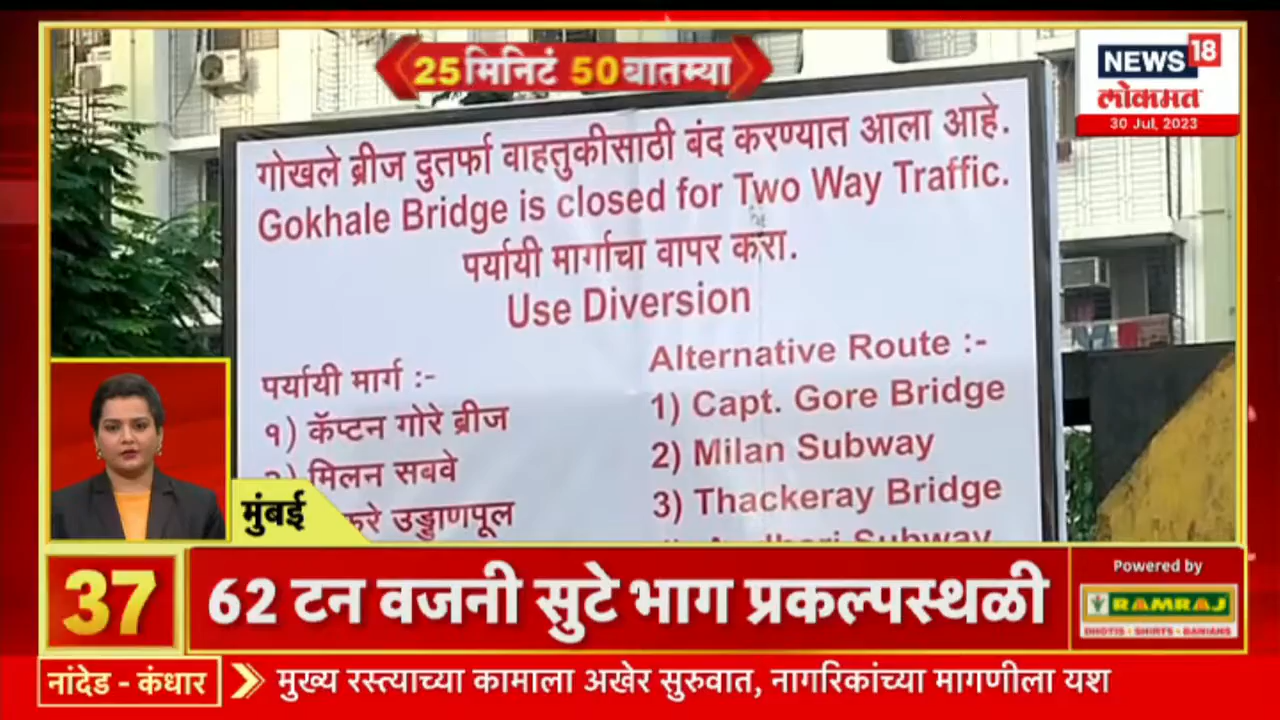 25 मिनिटं 50 बातम्या
NEWS 18
लोकमत
30 Jul, 2023
गोखले ब्रीज दुतर्फा वाहतुकीसाठी बंद करण्यात आला आहे.
Gokhale Bridge is closed for Two Way Traffic.
पर्यायी मार्गाचा वापर करा.
Use Diversion
पर्यायी मार्ग :-
१) कॅप्टन गोरे ब्रीज
मिलन सबवे
उड्डाणपूल
Alternative Route :-
1) Capt. Gore Bridge
2) Milan Subway
3) Thackeray Bridge
Subway
मुंबई
37
62 टन वजनी सुटे भाग प्रकल्पस्थळी
Powered by
RAMRAJ
DHOTIS - SHIRTS - BANIANS
नांदेड - कंधार
मुख्य रस्त्याच्या कामाला अखेर सुरुवात, नागरिकांच्या मागणीला यश